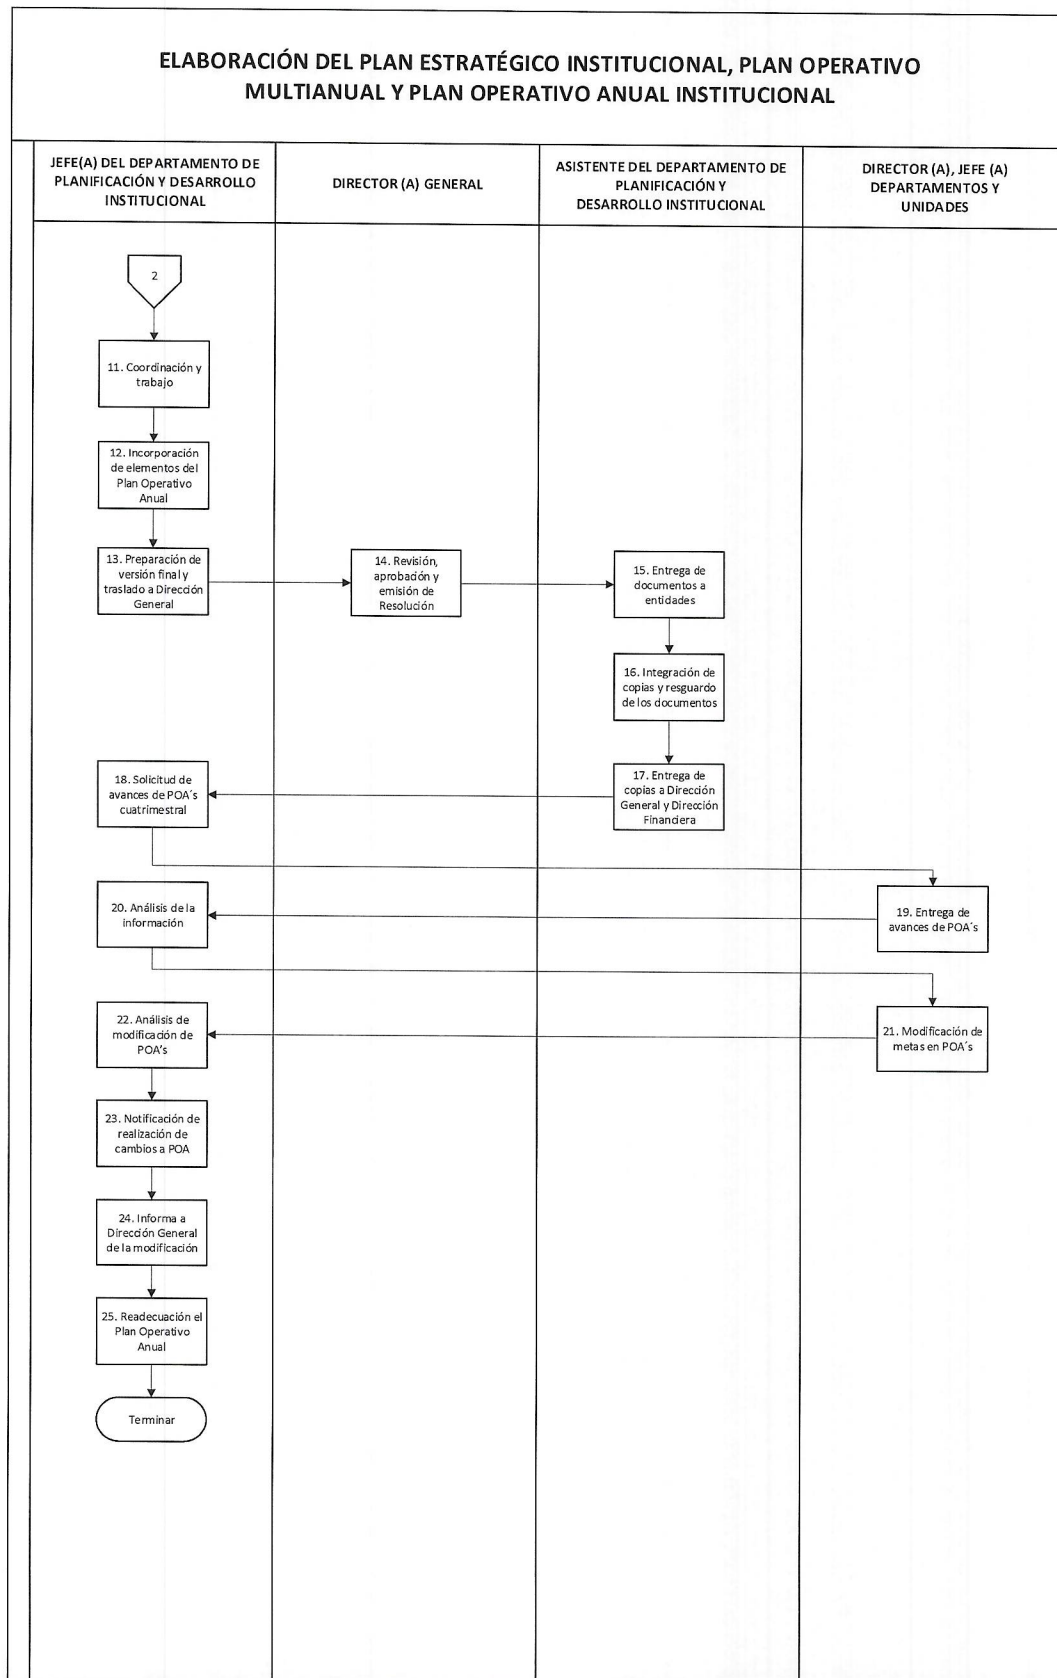 ELABORACIÓN DEL PLAN ESTRATÉGICO INSTITUCIONAL, PLAN OPERATIVO
MULTIANUAL Y PLAN OPERATIVO ANUAL INSTITUCIONAL
JEFE(A) DEL DEPARTAMENTO DE
PLANIFICACIÓN Y DESARROLLO
INSTITUCIONAL
DIRECTOR (A) GENERAL
ASISTENTE DEL DEPARTAMENTO DE
PLANIFICACIÓN Y
DESARROLLO INSTITUCIONAL
DIRECTOR (A), JEFE (A)
DEPARTAMENTOS Y
UNIDADES
2
11. Coordinación y
trabajo
12. Incorporación
de elementos del
Plan Operativo
Anual
13. Preparación de
versión final y
traslado a Dirección
General
14. Revisión,
aprobación y
emisión de
Resolución
15. Entrega de
documentos a
entidades
16. Integración de
copias y resguardo
de los documentos
17. Entrega de
copias a Dirección
General y Dirección
Financiera
18. Solicitud de
avances de POA´s
cuatrimestral
19. Entrega de
avances de POA´s
20. Análisis de la
información
21. Modificación de
metas en POA´s
22. Análisis de
modificación de
POA's
23. Notificación de
realización de
cambios a POA
24. Informa a
Dirección General
de la modificación
25. Readecuación el
Plan Operativo
Anual
Terminar